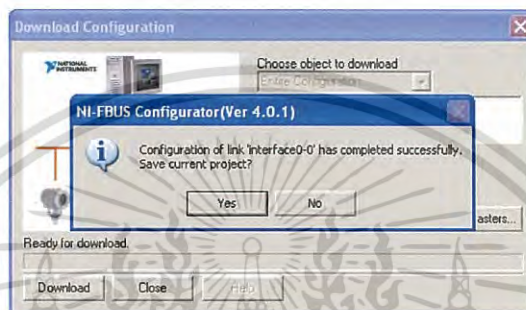 Download Configuration
NATIONAL
INSTRUMENTS
Choose object to download
Entire Configuration
NI-FBUS Configurator(Ver 4.0.1)
Configuration of link 'interface0-0' has completed successfully.
Save current project?
Yes
No
asters...
Ready for download.
Download
Close
Help